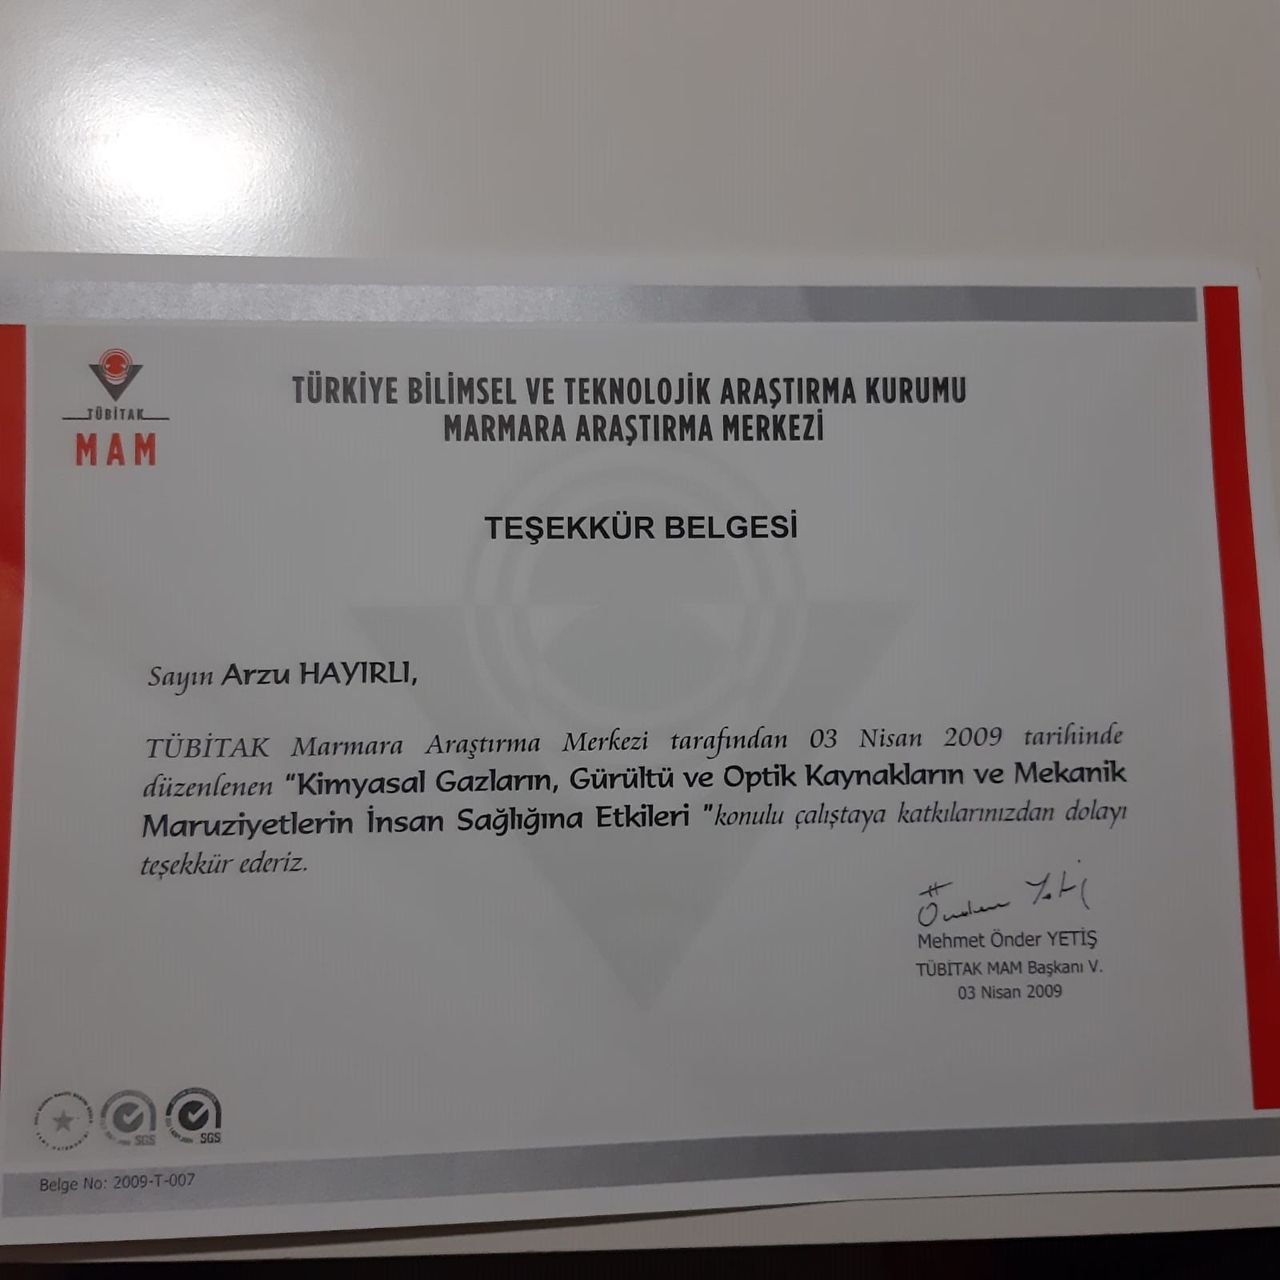 TÜBİTAK
MAM
TÜRKİYE BİLİMSEL VE TEKNOLOJİK ARAŞTIRMA KURUMU
MARMARA ARAŞTIRMA MERKEZİ
TEŞEKKÜR BELGESİ
Sayın Arzu HAYIRLI,
TÜBİTAK Marmara Araştırma Merkezi tarafından 03 Nisan 2009 tarihinde
düzenlenen "Kimyasal Gazların, Gürültü ve Optik Kaynakların ve Mekanik
Maruziyetlerin İnsan Sağlığına Etkileri "konulu çalıştaya katkılarınızdan dolayı
teşekkür ederiz.
Önder Yetiş
Mehmet Önder YETİŞ
TÜBİTAK MAM Başkanı V.
03 Nisan 2009
SGS
SGS
Belge No: 2009-T-007